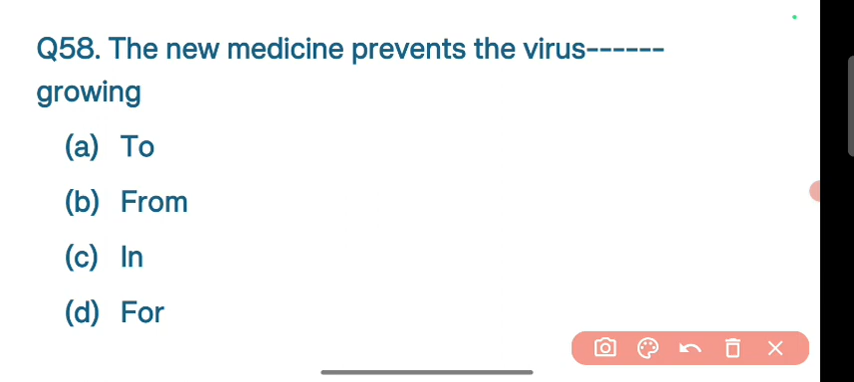 Q58. The new medicine prevents the virus------
growing
(a) To
(b) From
(c) In
(d) For